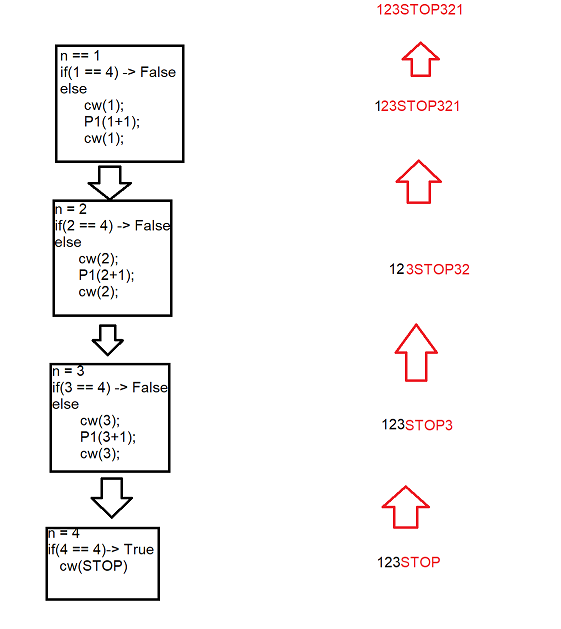 123STOP321
n == 1
if(1 == 4) -> False
else
cw(1);
P1(1+1);
cw(1);
123STOP321
n = 2
if(2 == 4) -> False
else
cw(2);
P1(2+1);
cw(2);
123STOP32
n = 3
if(3 == 4) -> False
else
cw(3);
P1(3+1);
cw(3);
123STOP3
n = 4
if(4 == 4)-> True
cw(STOP)
123STOP